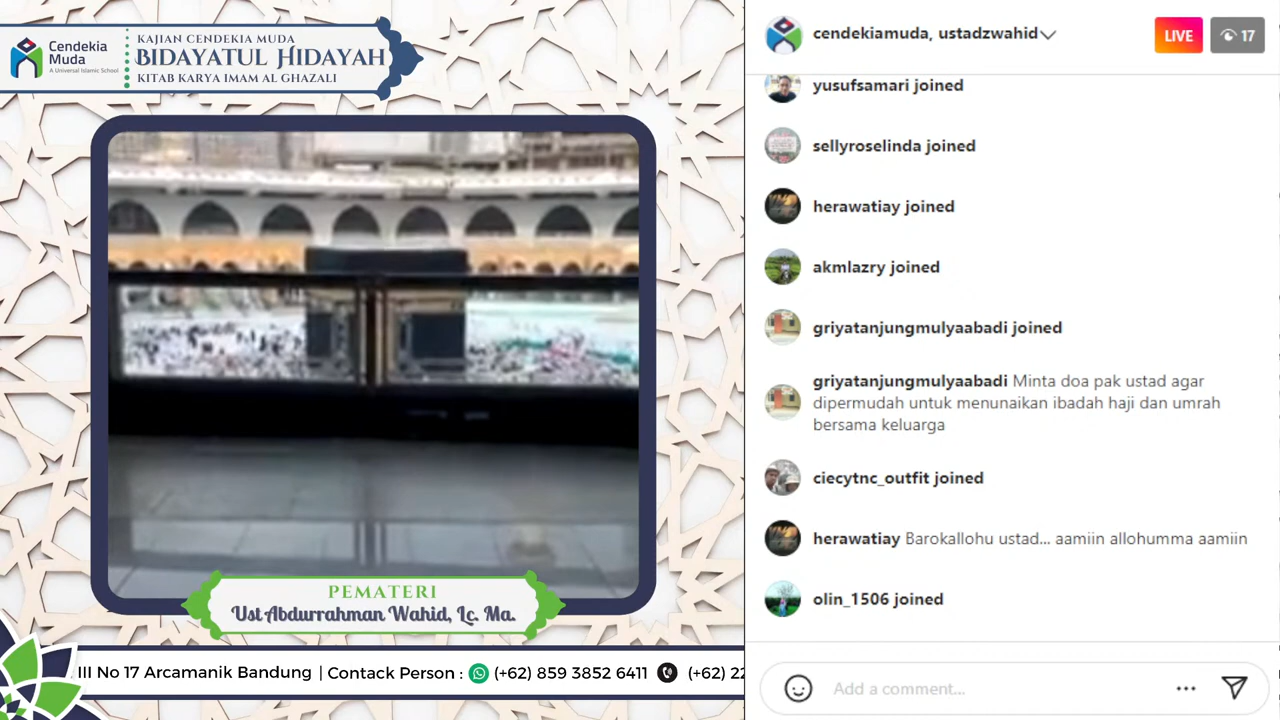 Cendekia
Muda
A Universal Islamic School
KAJIAN CENDEKIA MUDA
BIDAYATUL HIDAYAH
KITAB KARYA IMAM AL GHAZALI
PEMATERI
Ust Abdurrahman Wahid, Lc. Ma.
III No 17 Arcamanik Bandung | Contack Person : (+62) 859 3852 6411 (+62) 22
cendekiamuda, ustadzwahid
LIVE
17
yusufsamari joined
sellyroselinda joined
herawatiay joined
akmlazry joined
griyatanjungmulyaabadi joined
griyatanjungmulyaabadi Minta doa pak ustad agar
dipermudah untuk menunaikan ibadah haji dan umrah
bersama keluarga
ciecytnc_outfit joined
herawatiay Barokallohu ustad... aamiin allohumma aamiin
olin_1506 joined
Add a comment...